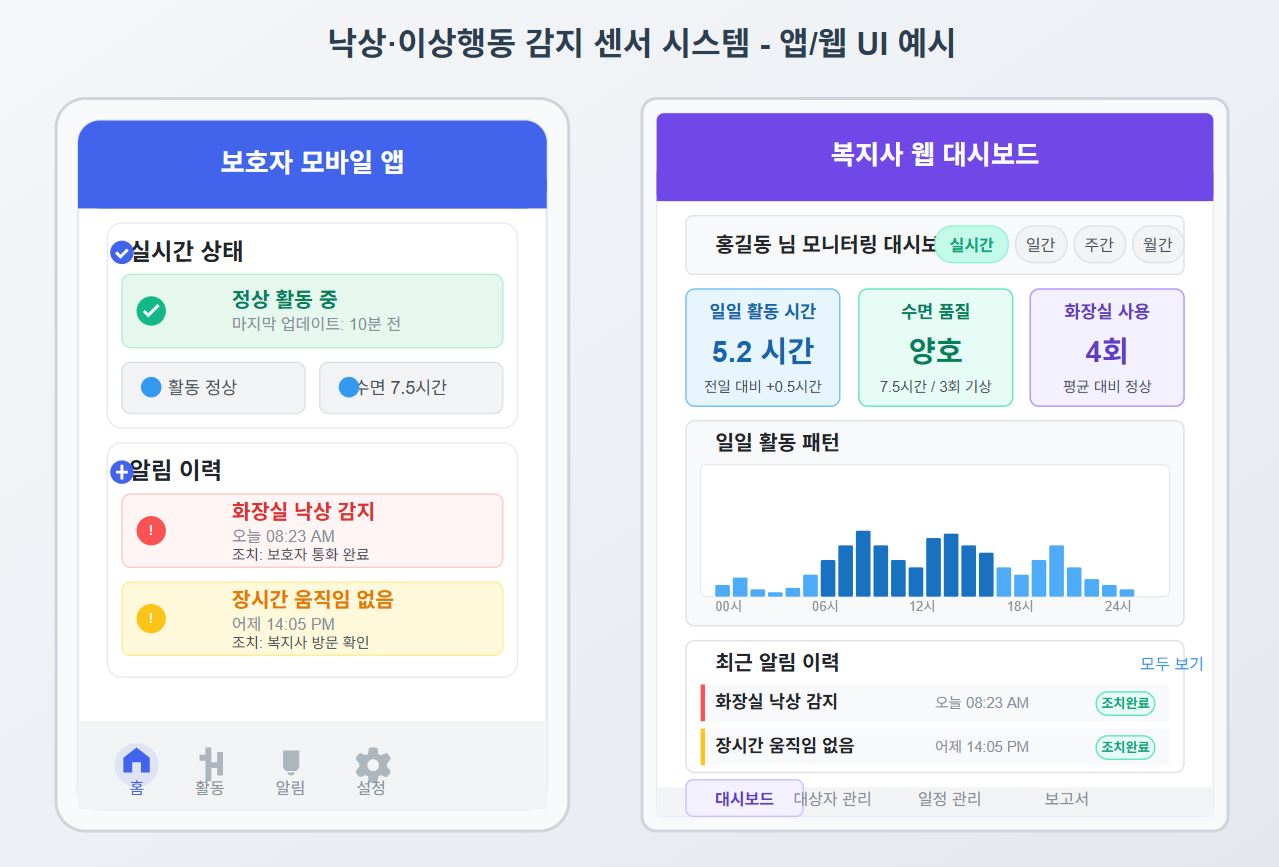 낙상·이상행동 감지 센서 시스템 - 앱/웹 UI 예시
보호자 모바일 앱
실시간 상태
정상 활동 중
마지막 업데이트: 10분 전
활동 정상
수면 7.5시간
알림 이력
!
화장실 낙상 감지
오늘 08:23 AM
조치: 보호자 통화 완료
!
장시간 움직임 없음
어제 14:05 PM
조치: 복지사 방문 확인
홈
활동
알림
설정
복지사 웹 대시보드
홍길동 님 모니터링 대시보
실시간
일간
주간
월간
일일 활동 시간
5.2 시간
전일 대비 +0.5시간
수면 품질
양호
7.5시간 / 3회 기상
화장실 사용
4회
평균 대비 정상
일일 활동 패턴
00시 06시 12시 18시 24시
최근 알림 이력
모두 보기
화장실 낙상 감지 오늘 08:23 AM 조치완료
장시간 움직임 없음 어제 14:05 PM 조치완료
대시보드 대상자 관리 일정 관리 보고서